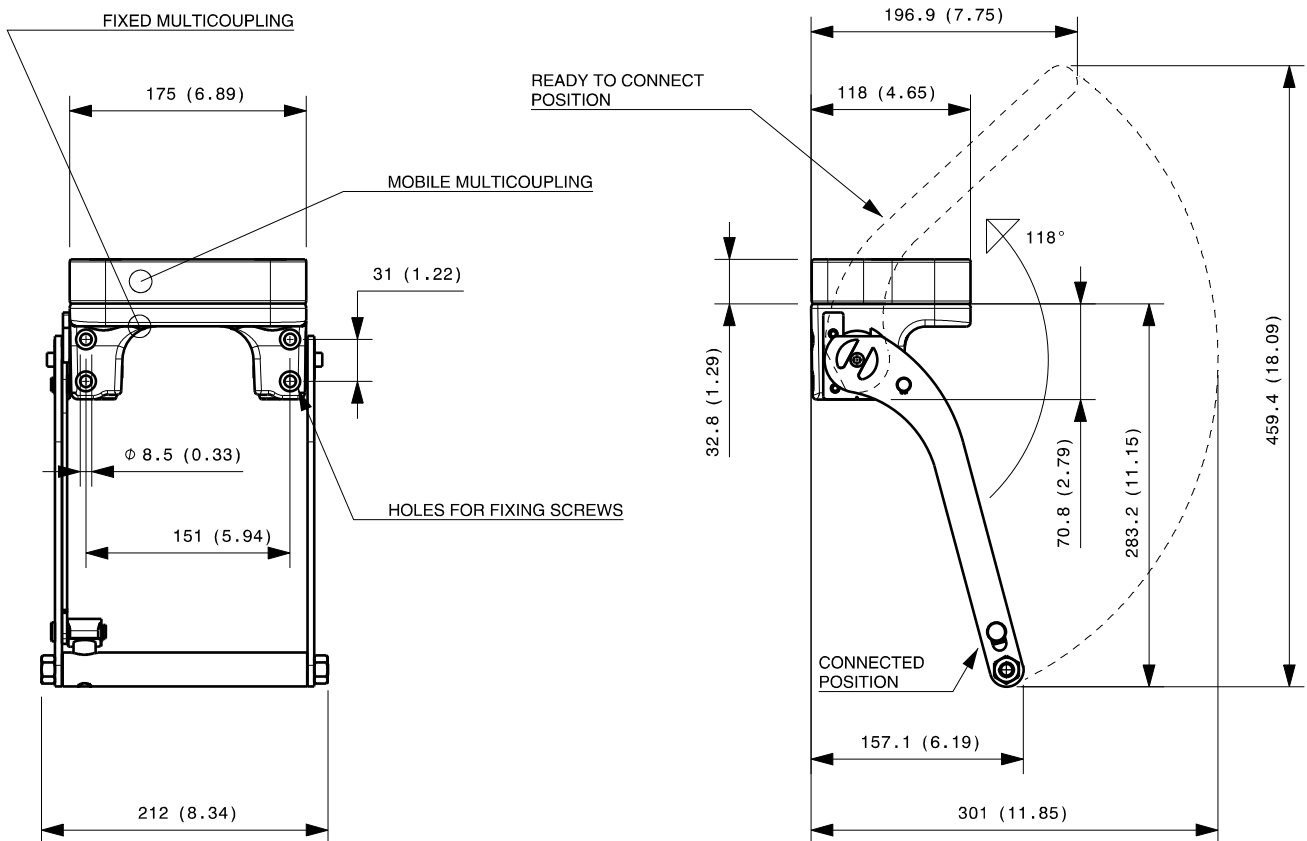 FIXED MULTICOUPLING
175 (6.89)
MOBILE MULTICOUPLING
31 (1.22)
Φ 8.5 (0.33)
HOLES FOR FIXING SCREWS
151 (5.94)
212 (8.34)
196.9 (7.75)
READY TO CONNECT
POSITION
118 (4.65)
118°
32.8 (1.29)
70.8 (2.79)
283.2 (11.15)
459.4 (18.09)
CONNECTED
POSITION
157.1 (6.19)
301 (11.85)